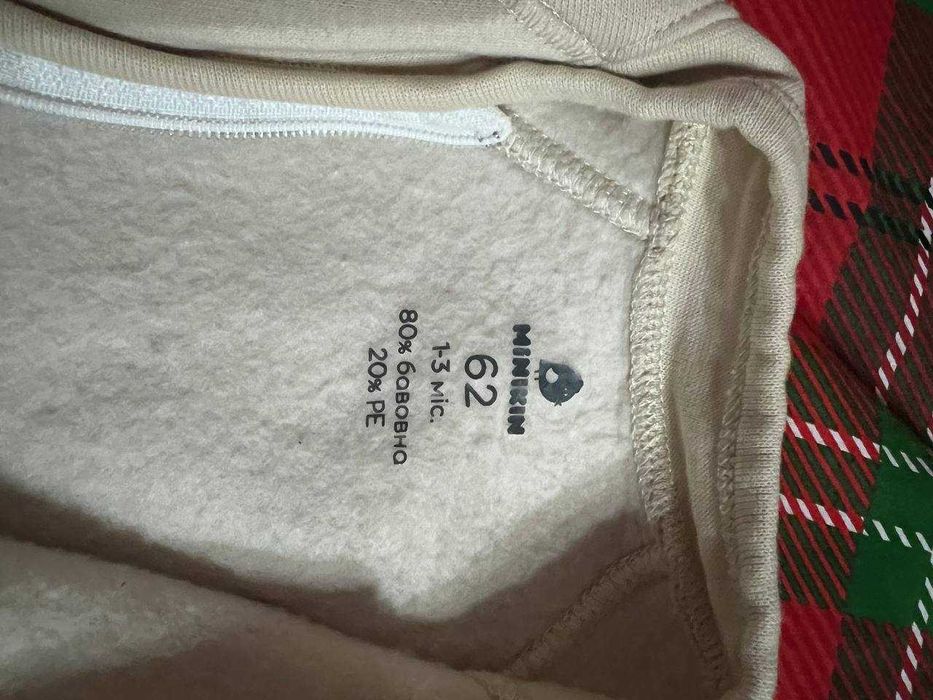 MINIKIN
62
1-3 міс.
80% бавовна
20% PE